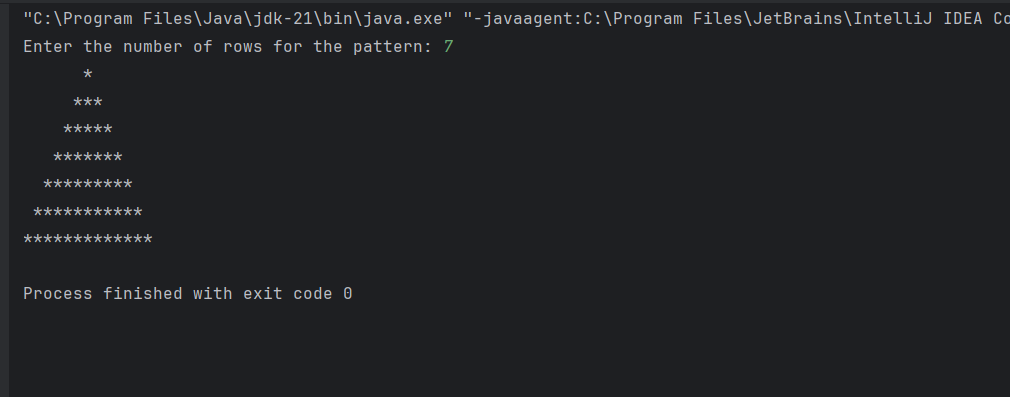 "C:\Program Files\Java\jdk-21\bin\java.exe" "-javaagent:C:\Program Files\JetBrains\IntelliJ IDEA Co
Enter the number of rows for the pattern: 7
      *
     ***
    *****
   *******
  *********
 ***********
*************
Process finished with exit code 0